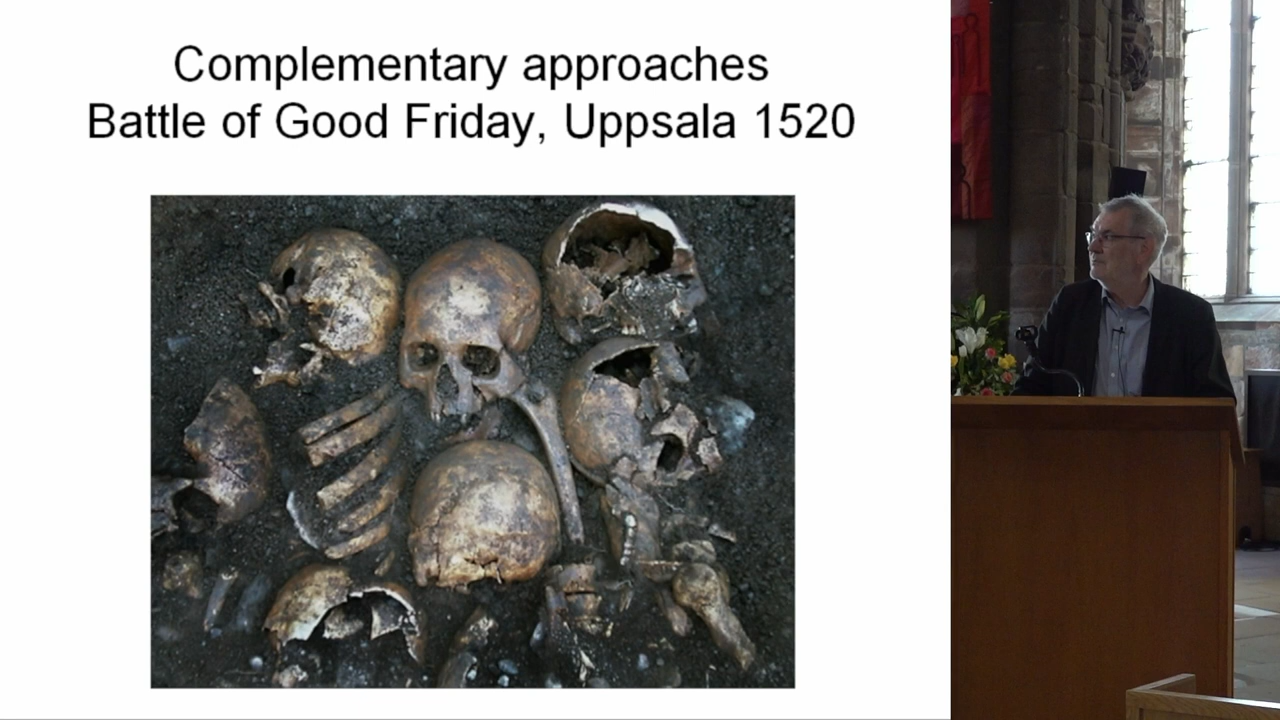 Complementary approaches
Battle of Good Friday, Uppsala 1520